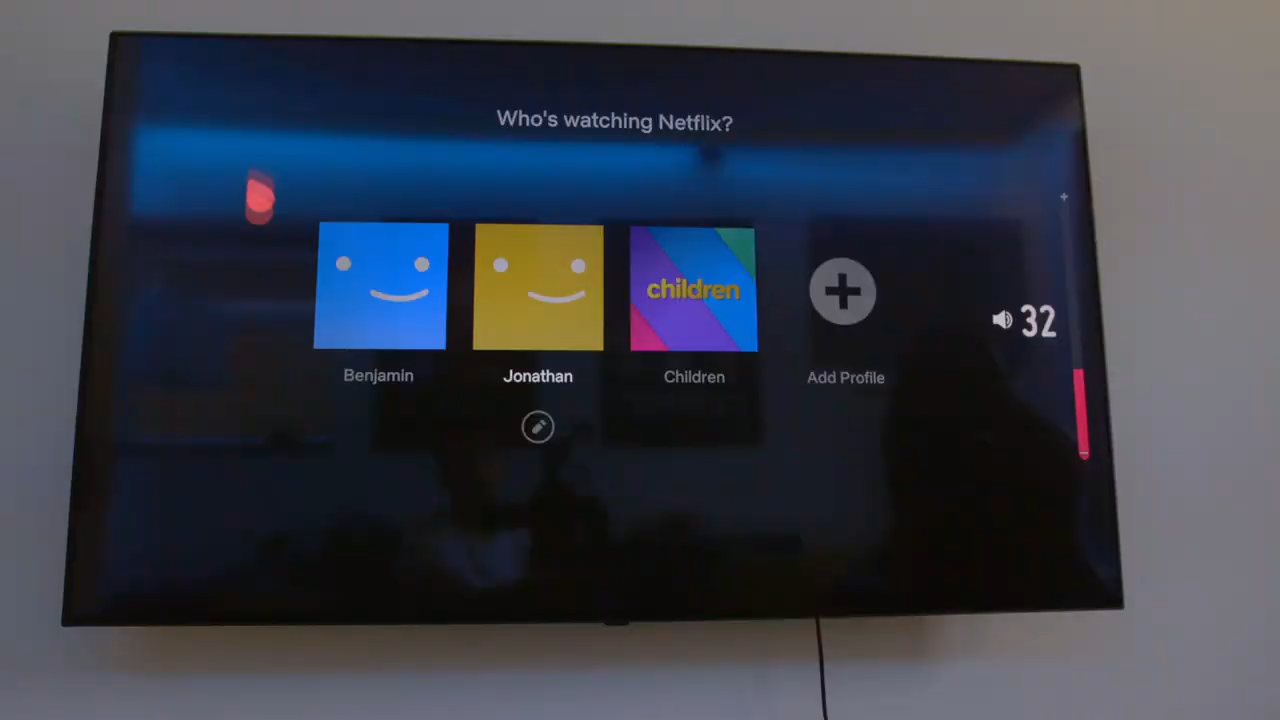 Who's watching Netflix?
children
32
Benjamin
Jonathan
Children
Add Profile